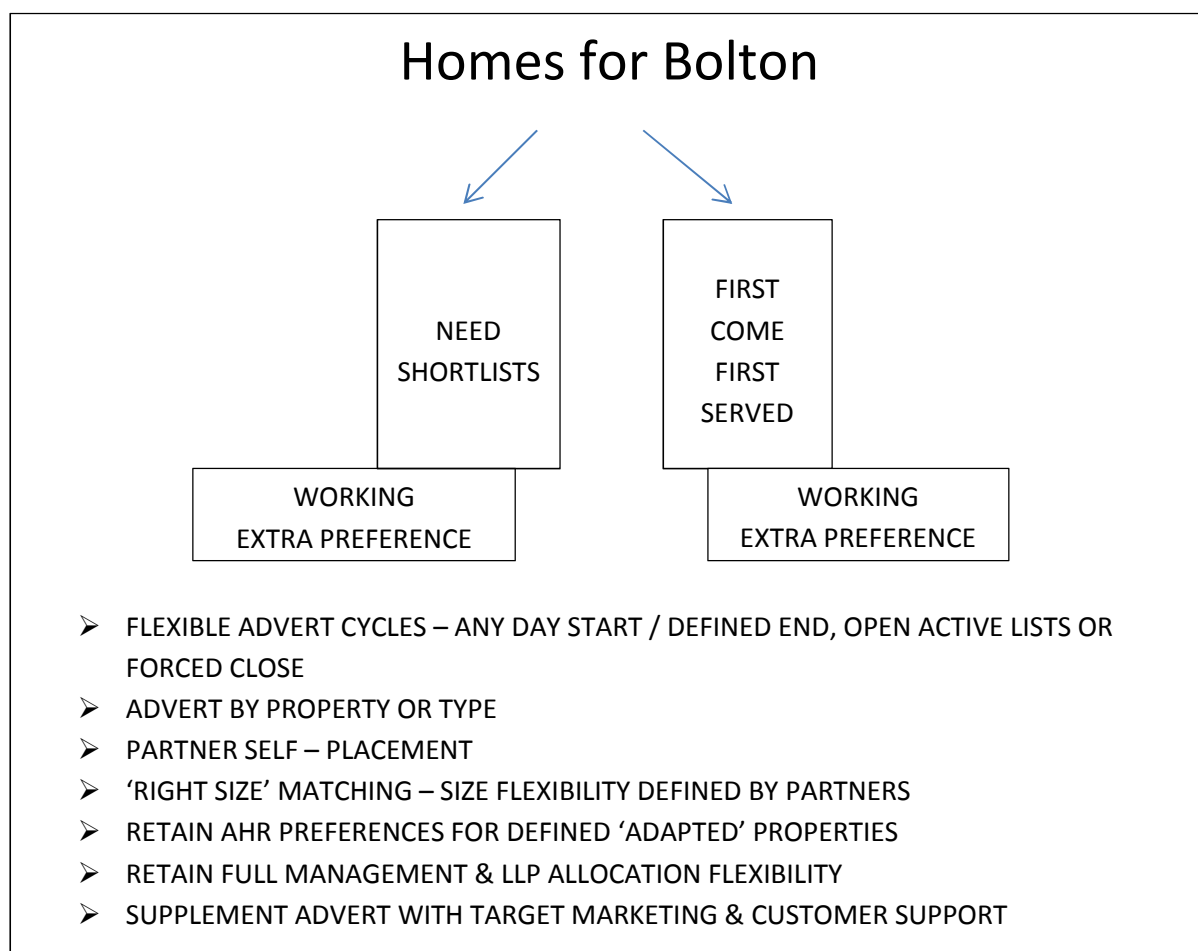 Homes for Bolton
NEED
SHORTLISTS
FIRST
COME
FIRST
SERVED
WORKING
EXTRA PREFERENCE
WORKING
EXTRA PREFERENCE
➢ FLEXIBLE ADVERT CYCLES – ANY DAY START / DEFINED END, OPEN ACTIVE LISTS OR
FORCED CLOSE
➢ ADVERT BY PROPERTY OR TYPE
➢ PARTNER SELF – PLACEMENT
➢ ‘RIGHT SIZE’ MATCHING – SIZE FLEXIBILITY DEFINED BY PARTNERS
➢ RETAIN AHR PREFERENCES FOR DEFINED ‘ADAPTED’ PROPERTIES
➢ RETAIN FULL MANAGEMENT & LLP ALLOCATION FLEXIBILITY
➢ SUPPLEMENT ADVERT WITH TARGET MARKETING & CUSTOMER SUPPORT